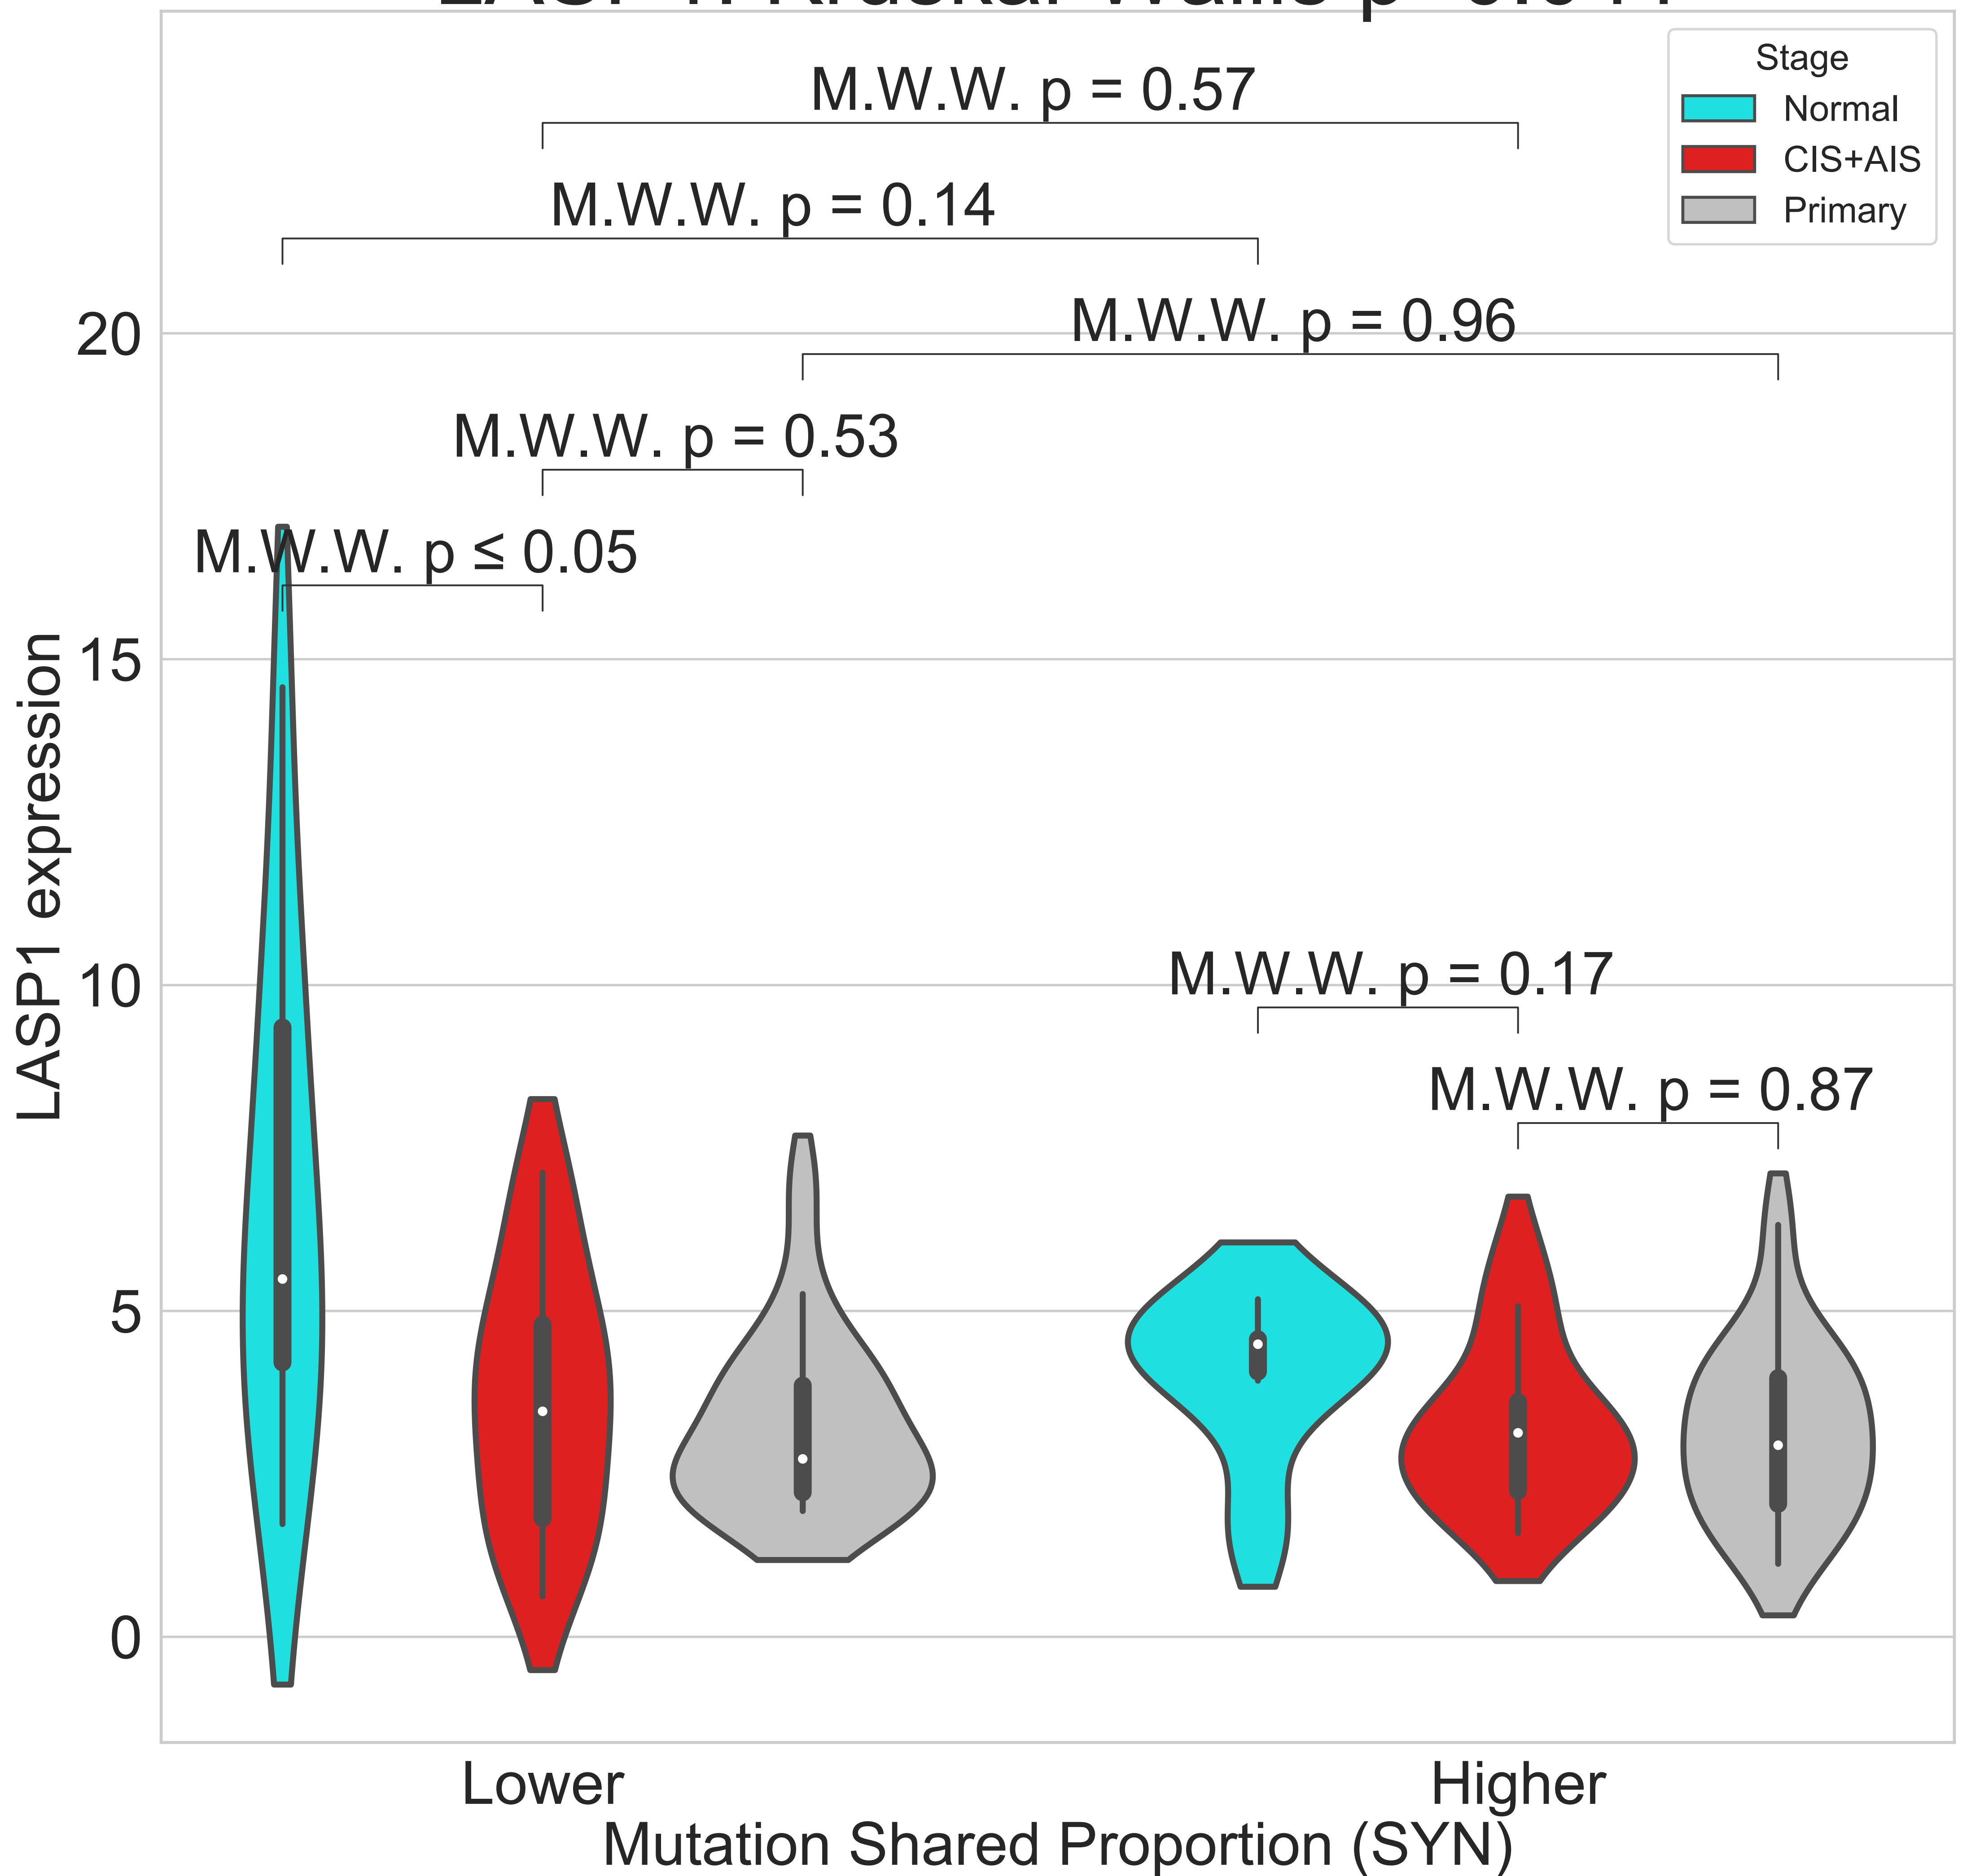 Stage
Normal
CIS+AIS
Primary
M.W.W. p = 0.57
M.W.W. p = 0.14
M.W.W. p = 0.96
M.W.W. p = 0.53
M.W.W. p ≤ 0.05
M.W.W. p = 0.17
M.W.W. p = 0.87
20
15
10
5
0
LASP1 expression
Lower
Higher
Mutation Shared Proportion (SYN)